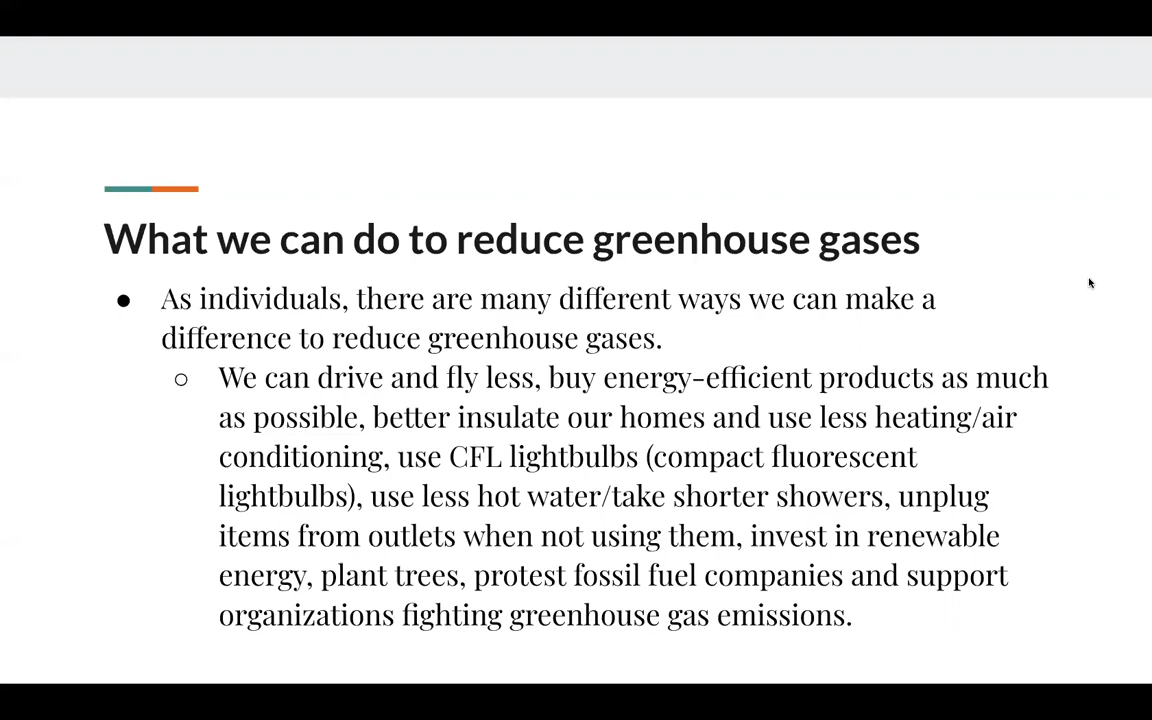 What we can do to reduce greenhouse gases
● As individuals, there are many different ways we can make a
difference to reduce greenhouse gases.
○ We can drive and fly less, buy energy-efficient products as much
as possible, better insulate our homes and use less heating/air
conditioning, use CFL lightbulbs (compact fluorescent
lightbulbs), use less hot water/take shorter showers, unplug
items from outlets when not using them, invest in renewable
energy, plant trees, protest fossil fuel companies and support
organizations fighting greenhouse gas emissions.